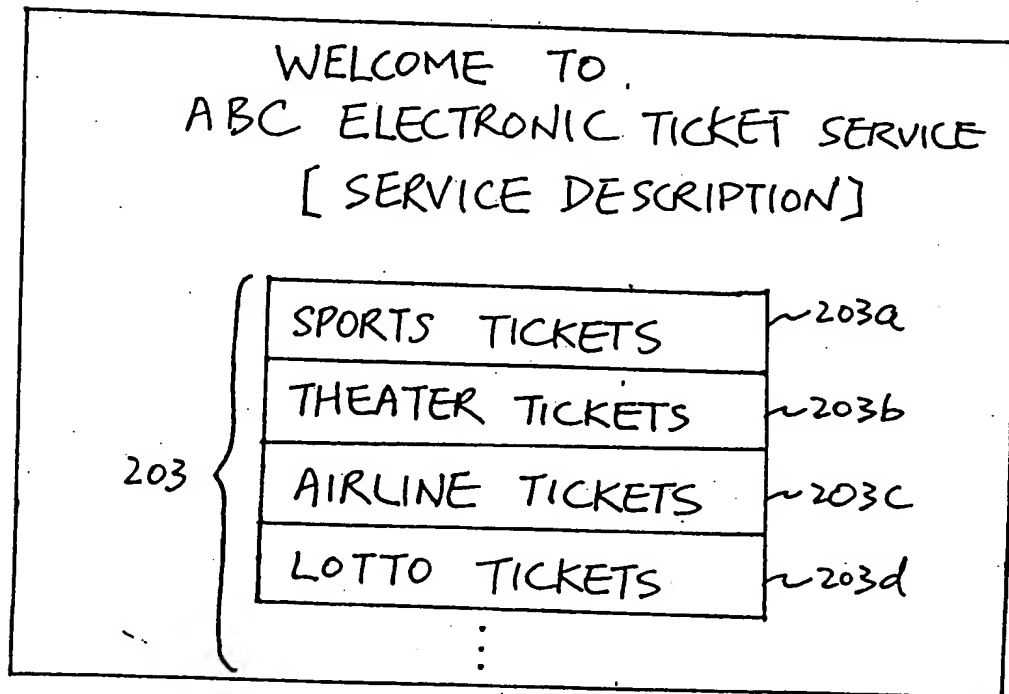 WELCOME TO.
ABC ELECTRONIC TICKET SERVICE
[SERVICE DESCRIPTION]
SPORTS TICKETS ~203a
THEATER TICKETS ~203b
203 { AIRLINE TICKETS ~203c
LOTTO TICKETS ~203d
⋮